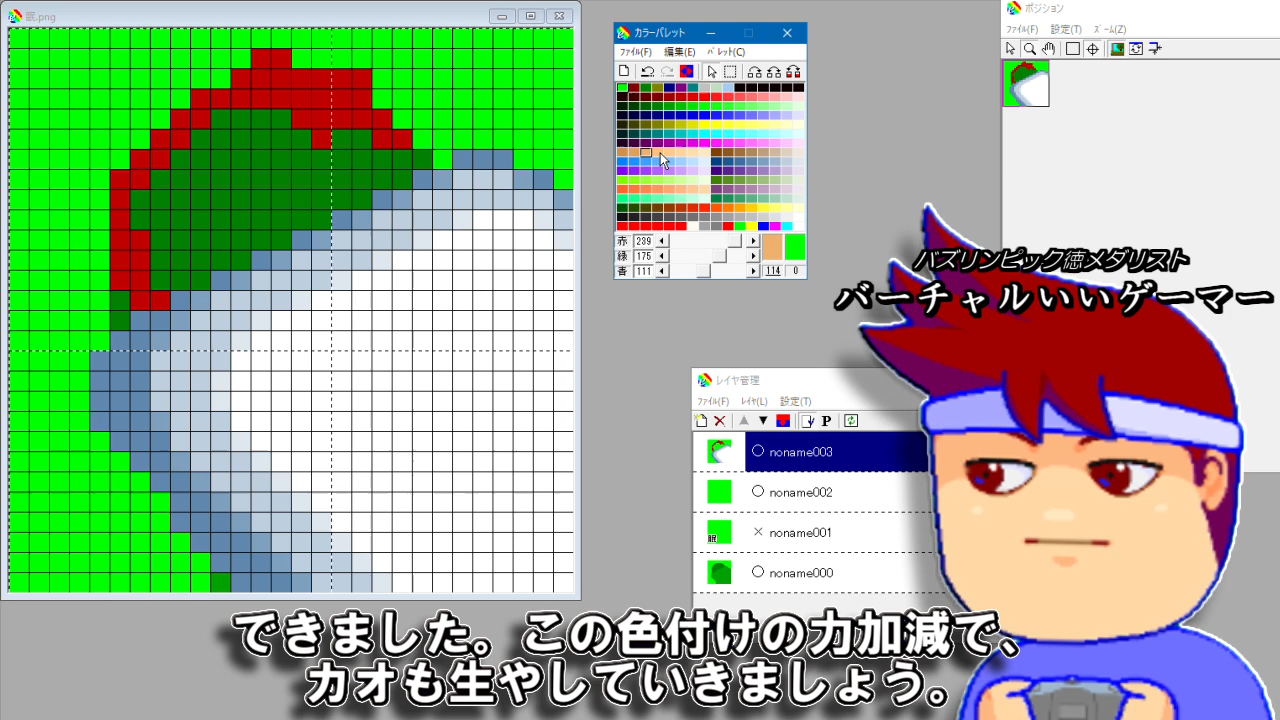 眠.png
カラーパレット
ﾌｧｲﾙ(F) 編集(E) ﾊﾟﾚｯﾄ(C)
赤 239
緑 175
青 111
114 0
ポジション
ﾌｧｲﾙ(F) 設定(T) ｽﾞｰﾑ(Z)
バズリンピック徳メダリスト
バーチャルいいゲーマー
レイヤ管理
ﾌｧｲﾙ(F) ﾚｲﾔ(L) 設定(T)
P
noname003
noname002
眠
noname001
noname000
できました。この色付けの力加減で、
カオも生やしていきましょう。